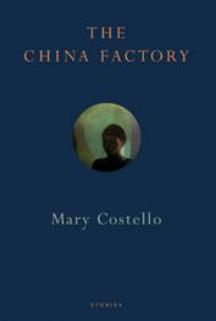 THE
CHINA FACTORY
Mary Costello
STORIES